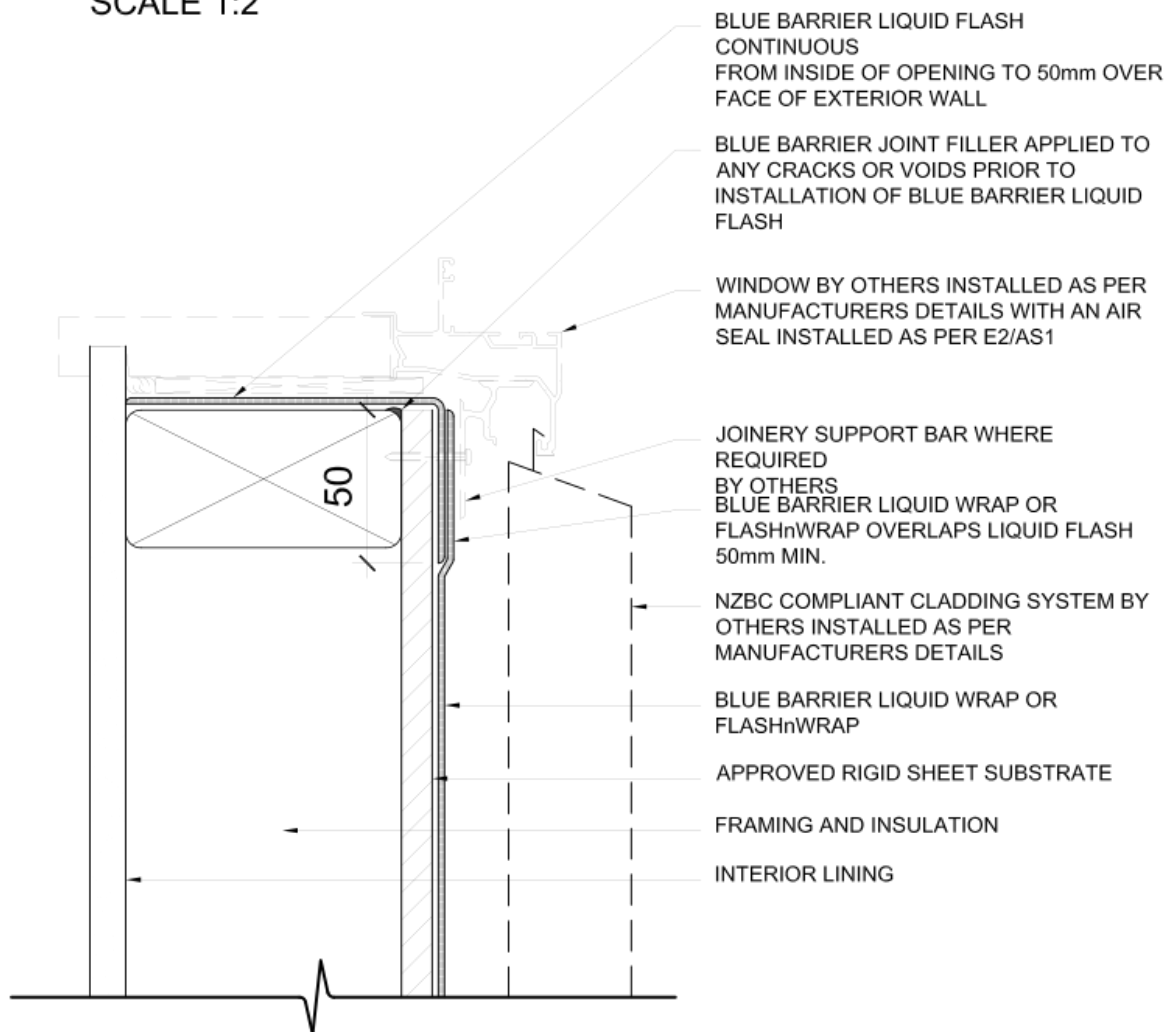 SCALE 1:2
BLUE BARRIER LIQUID FLASH
CONTINUOUS
FROM INSIDE OF OPENING TO 50mm OVER
FACE OF EXTERIOR WALL
BLUE BARRIER JOINT FILLER APPLIED TO
ANY CRACKS OR VOIDS PRIOR TO
INSTALLATION OF BLUE BARRIER LIQUID
FLASH
WINDOW BY OTHERS INSTALLED AS PER
MANUFACTURERS DETAILS WITH AN AIR
SEAL INSTALLED AS PER E2/AS1
JOINERY SUPPORT BAR WHERE
REQUIRED
BY OTHERS
BLUE BARRIER LIQUID WRAP OR
FLASHnWRAP OVERLAPS LIQUID FLASH
50mm MIN.
NZBC COMPLIANT CLADDING SYSTEM BY
OTHERS INSTALLED AS PER
MANUFACTURERS DETAILS
BLUE BARRIER LIQUID WRAP OR
FLASHnWRAP
APPROVED RIGID SHEET SUBSTRATE
FRAMING AND INSULATION
INTERIOR LINING
50